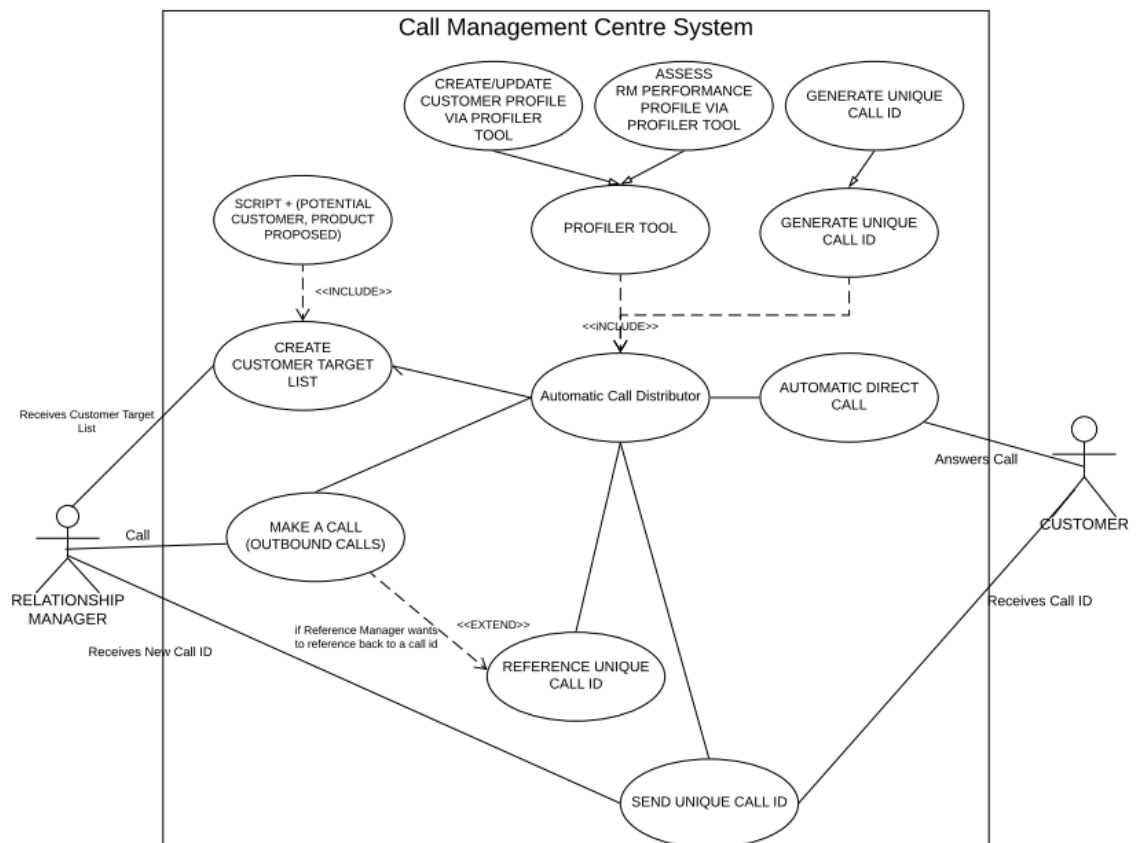 Call Management Centre System
CREATE/UPDATE
CUSTOMER PROFILE
VIA PROFILER
TOOL
ASSESS
RM PERFORMANCE
PROFILE VIA
PROFILER TOOL
GENERATE UNIQUE
CALL ID
SCRIPT + (POTENTIAL
CUSTOMER, PRODUCT
PROPOSED)
PROFILER TOOL
GENERATE UNIQUE
CALL ID
<<INCLUDE>>
<<INCLUDE>>
CREATE
CUSTOMER TARGET
LIST
Automatic Call Distributor
AUTOMATIC DIRECT
CALL
Receives Customer Target
List
Answers Call
CUSTOMER
MAKE A CALL
(OUTBOUND CALLS)
Call
RELATIONSHIP
MANAGER
Receives Call ID
<<EXTEND>>
if Reference Manager wants
to reference back to a call id
Receives New Call ID
REFERENCE UNIQUE
CALL ID
SEND UNIQUE CALL ID